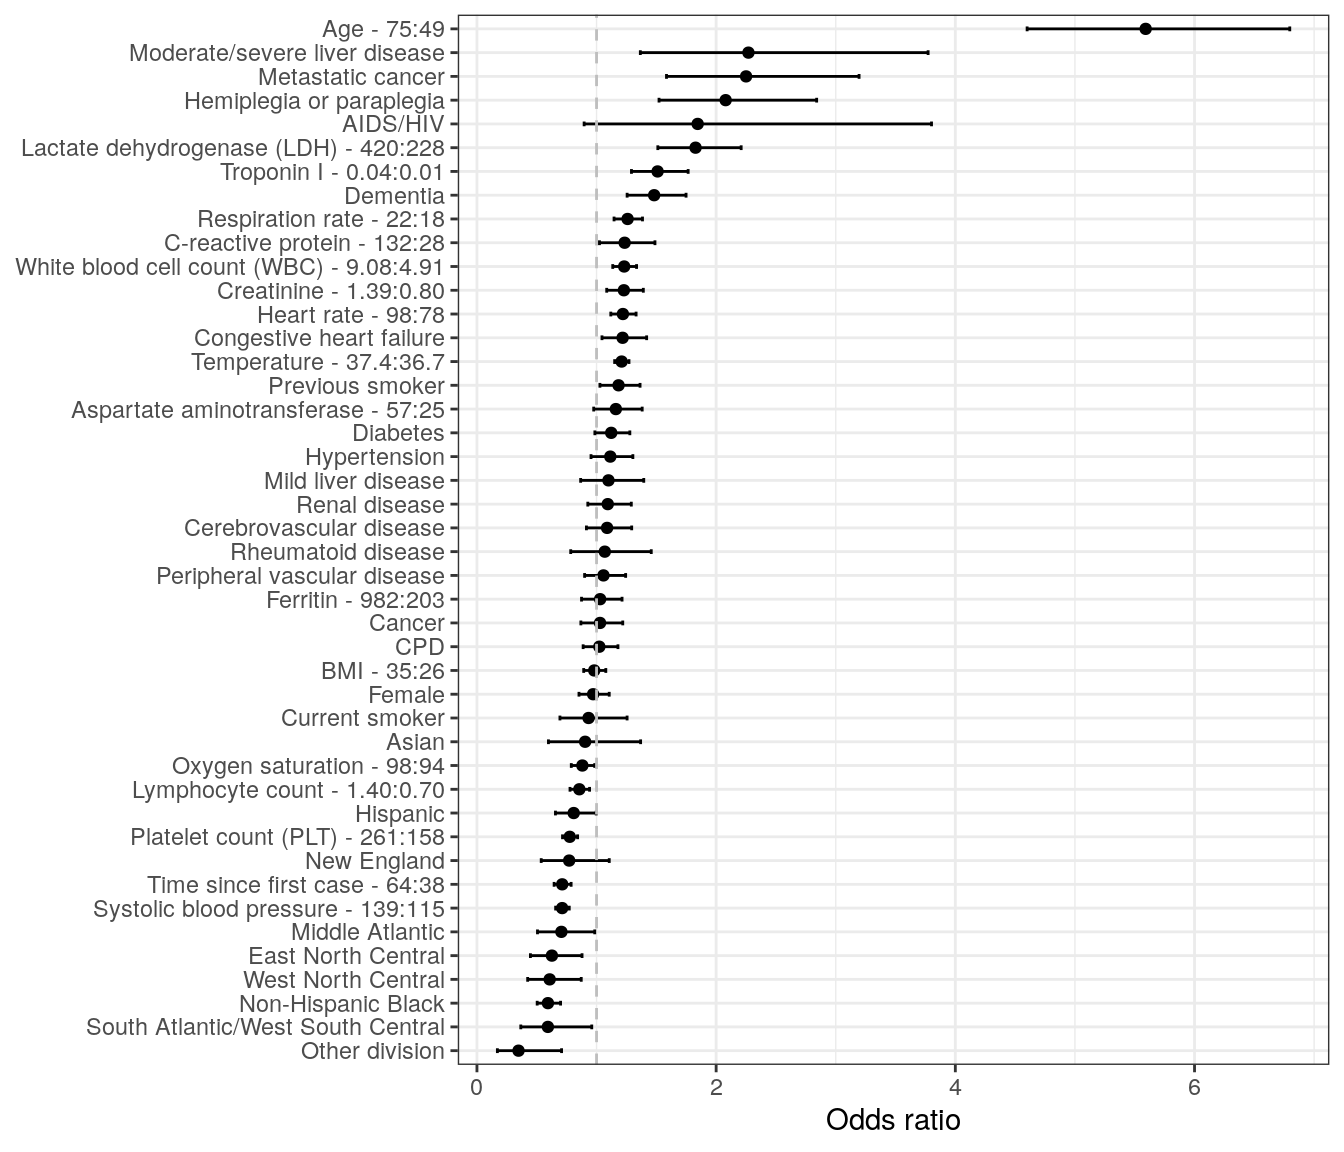 Age - 75:49
Moderate/severe liver disease
Metastatic cancer
Hemiplegia or paraplegia
AIDS/HIV
Lactate dehydrogenase (LDH) - 420:228
Troponin I - 0.04:0.01
Dementia
Respiration rate - 22:18
C-reactive protein - 132:28
White blood cell count (WBC) - 9.08:4.91
Creatinine - 1.39:0.80
Heart rate - 98:78
Congestive heart failure
Temperature - 37.4:36.7
Previous smoker
Aspartate aminotransferase - 57:25
Diabetes
Hypertension
Mild liver disease
Renal disease
Cerebrovascular disease
Rheumatoid disease
Peripheral vascular disease
Ferritin - 982:203
Cancer
CPD
BMI - 35:26
Female
Current smoker
Asian
Oxygen saturation - 98:94
Lymphocyte count - 1.40:0.70
Hispanic
Platelet count (PLT) - 261:158
New England
Time since first case - 64:38
Systolic blood pressure - 139:115
Middle Atlantic
East North Central
West North Central
Non-Hispanic Black
South Atlantic/West South Central
Other division
0 2 4 6
Odds ratio